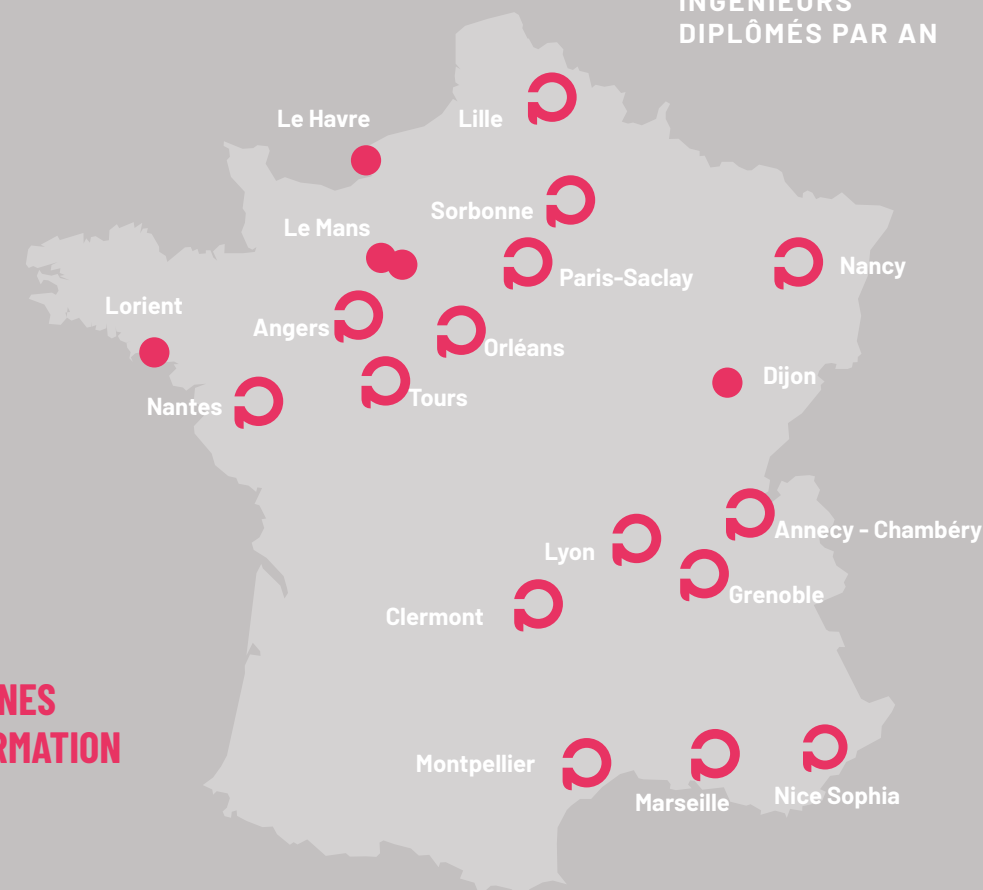 INGÉNIEURS
DIPLÔMÉS PAR AN
Le Havre
Lille
Sorbonne
Le Mans
Paris-Saclay
Nancy
Lorient
Angers
Orléans
Dijon
Tours
Nantes
Annecy - Chambéry
Lyon
Grenoble
Clermont
NES
RMATION
Montpellier
Marseille
Nice Sophia